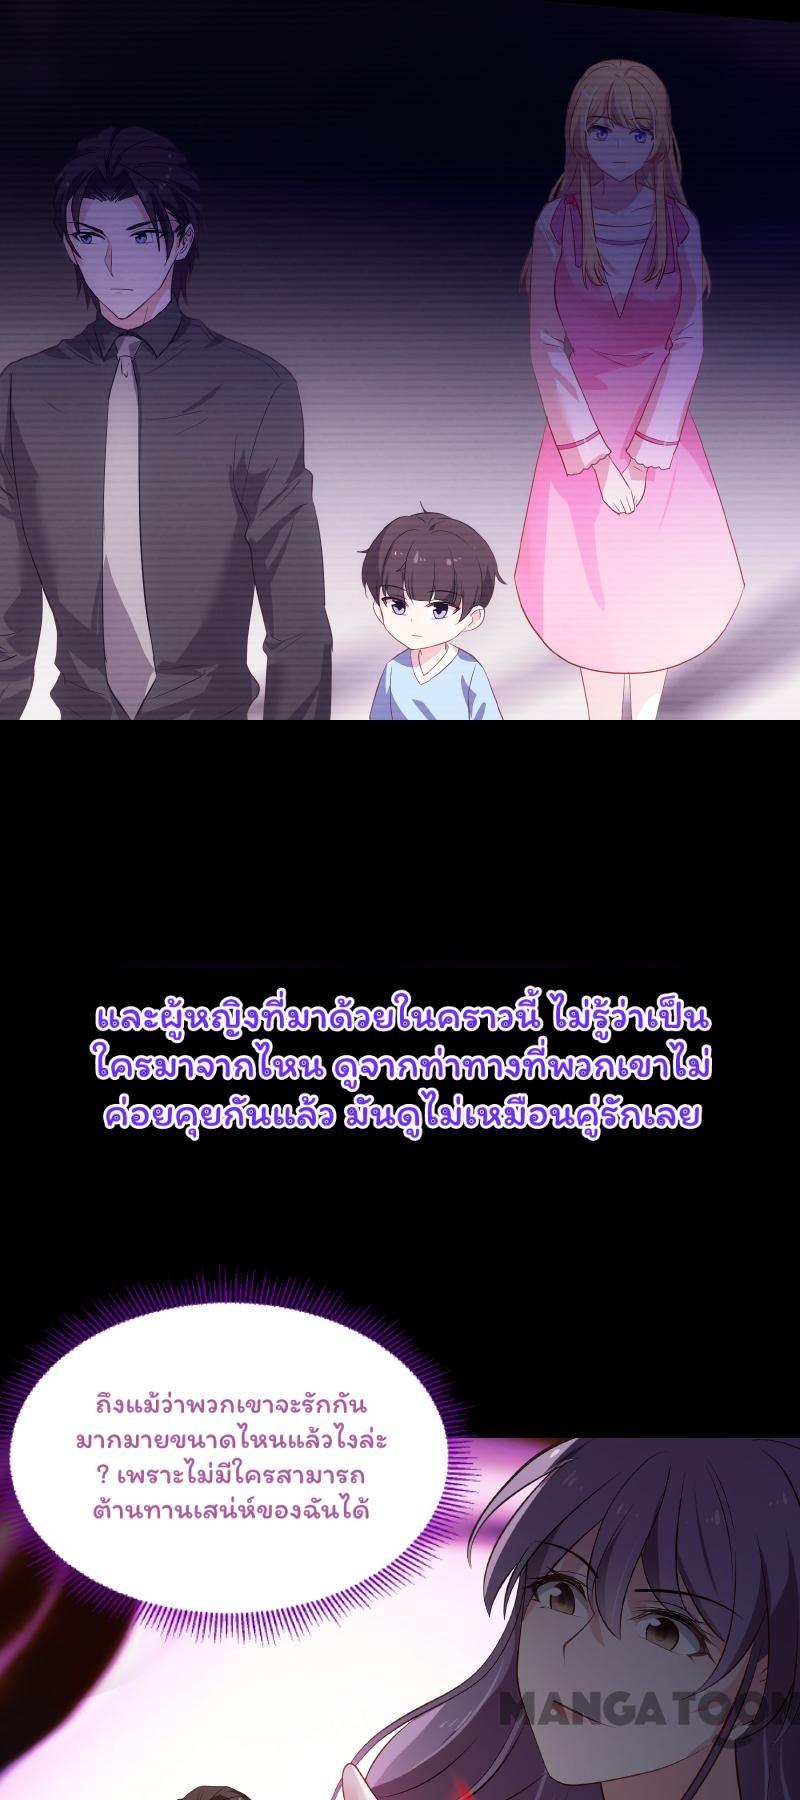 และผู้หญิงที่มาด้วยในคราวนี้ ไม่รู้ว่าเป็น
ใครมาจากไหน ดูจากท่าทางที่พวกเขาไม่
ค่อยคุยกันแล้ว มันดูไม่เหมือนคู่รักเลย
ถึงแม้ว่าพวกเขาจะรักกัน
มากมายขนาดไหนแล้วไงล่ะ
? เพราะไม่มีใครสามารถ
ต้านทานเสน่ห์ของฉันได้
MANGATOON